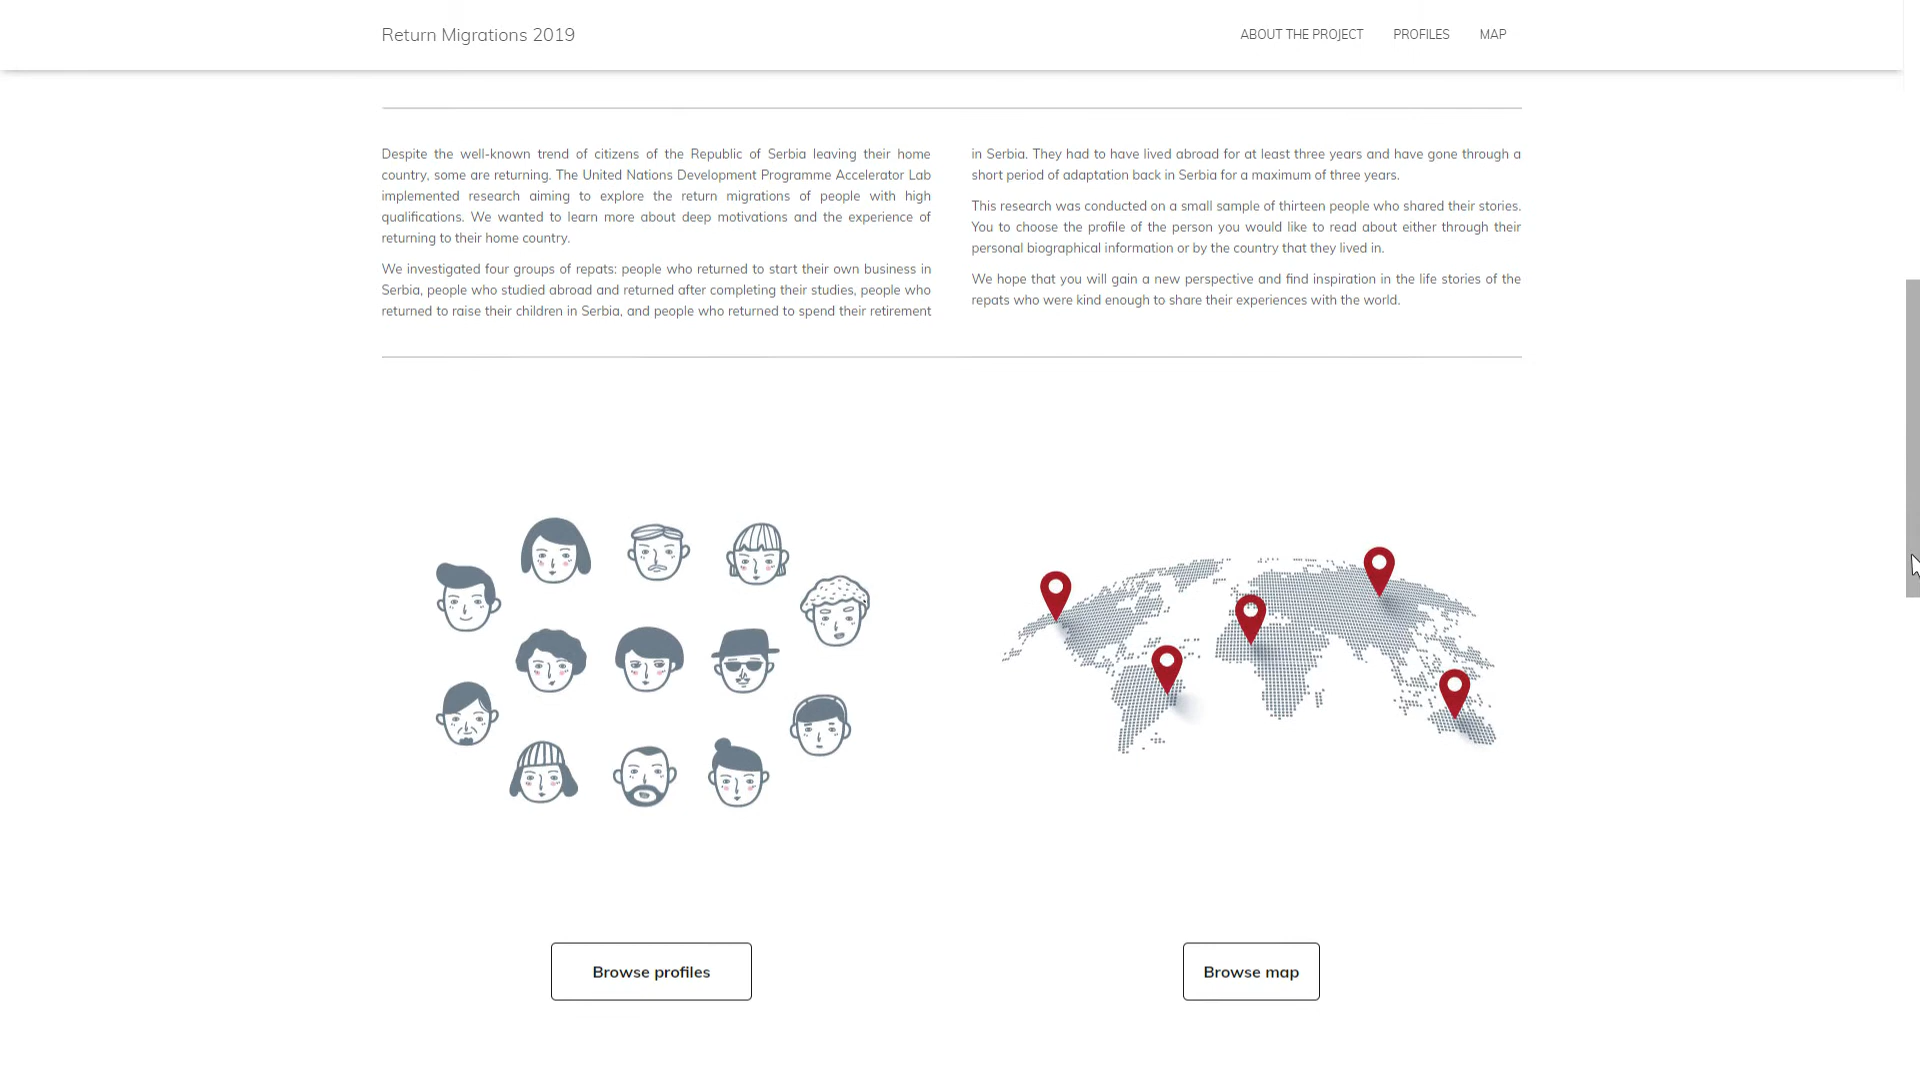 Return Migrations 2019
ABOUT THE PROJECT
PROFILES
MAP
Despite the well-known trend of citizens of the Republic of Serbia leaving their home
country, some are returning. The United Nations Development Programme Accelerator Lab
implemented research aiming to explore the return migrations of people with high
qualifications. We wanted to learn more about deep motivations and the experience of
returning to their home country.
We investigated four groups of repats: people who returned to start their own business in
Serbia, people who studied abroad and returned after completing their studies, people who
returned to raise their children in Serbia, and people who returned to spend their retirement
in Serbia. They had to have lived abroad for at least three years and have gone through a
short period of adaptation back in Serbia for a maximum of three years.
This research was conducted on a small sample of thirteen people who shared their stories.
You to choose the profile of the person you would like to read about either through their
personal biographical information or by the country that they lived in.
We hope that you will gain a new perspective and find inspiration in the life stories of the
repats who were kind enough to share their experiences with the world.
Browse profiles
Browse map